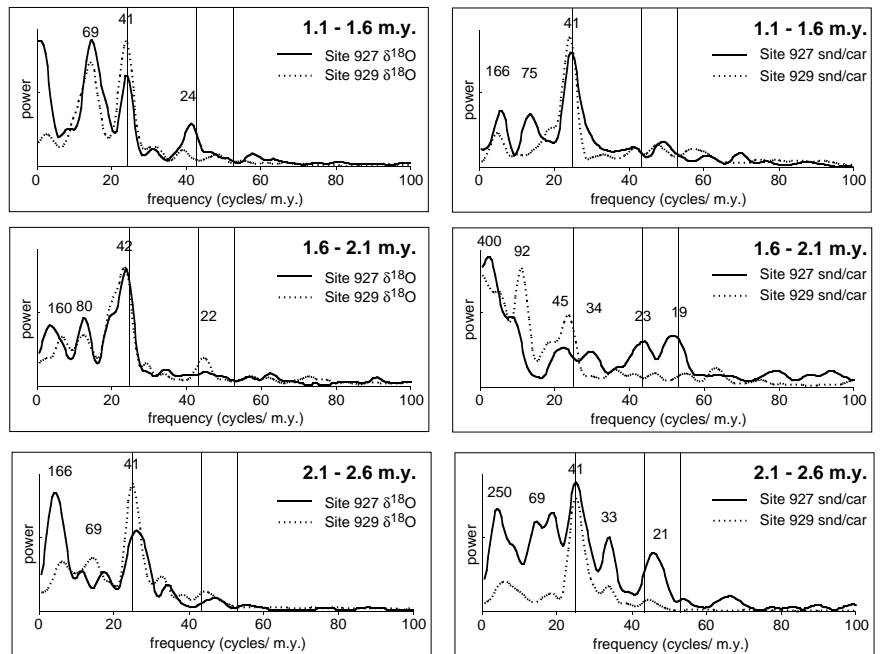 1.1 - 1.6 m.y.
69
41
24
Site 927 δ18O
Site 929 δ18O
power
0 20 40 60 80 100
frequency (cycles/ m.y.)
1.1 - 1.6 m.y.
166
75
41
Site 927 snd/car
Site 929 snd/car
power
0 20 40 60 80 100
frequency (cycles/ m.y.)
1.6 - 2.1 m.y.
160
80
42
22
Site 927 δ18O
Site 929 δ18O
power
0 20 40 60 80 100
frequency (cycles/ m.y.)
1.6 - 2.1 m.y.
400
92
45
34
23
19
Site 927 snd/car
Site 929 snd/car
power
0 20 40 60 80 100
frequency (cycles/ m.y.)
2.1 - 2.6 m.y.
166
69
41
Site 927 δ18O
Site 929 δ18O
power
0 20 40 60 80 100
frequency (cycles/ m.y.)
2.1 - 2.6 m.y.
250
69
41
33
21
Site 927 snd/car
Site 929 snd/car
power
0 20 40 60 80 100
frequency (cycles/ m.y.)